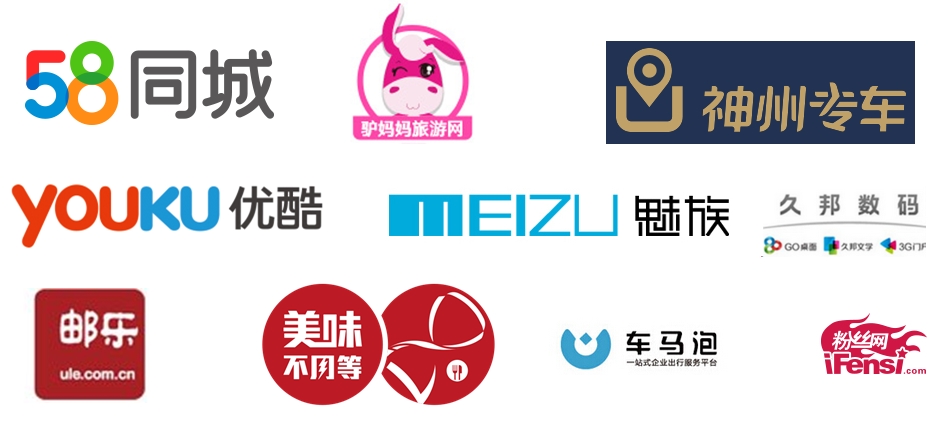 58同城
驴妈妈旅游网
神州专车
YOUKU 优酷
MEIZU 魅族
久邦数码
GO桌面 久邦文字 3G门户
邮乐
ule.com.cn
美味
不用等
车马泡
一站式企业出行服务平台
粉丝网
iFensi.com